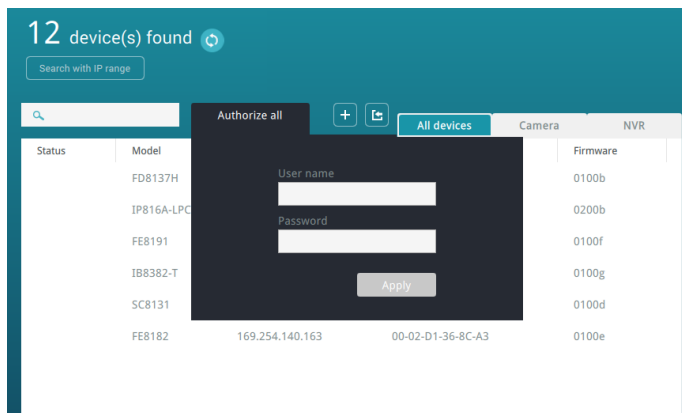 12 device(s) found
Search with IP range
Authorize all
All devices
Camera
NVR
Status Model Firmware
User name
Password
Apply
FD8137H 0100b
IP816A-LPC 0200b
FE8191 0100f
IB8382-T 0100g
SC8131 0100d
FE8182 169.254.140.163 00-02-D1-36-8C-A3 0100e